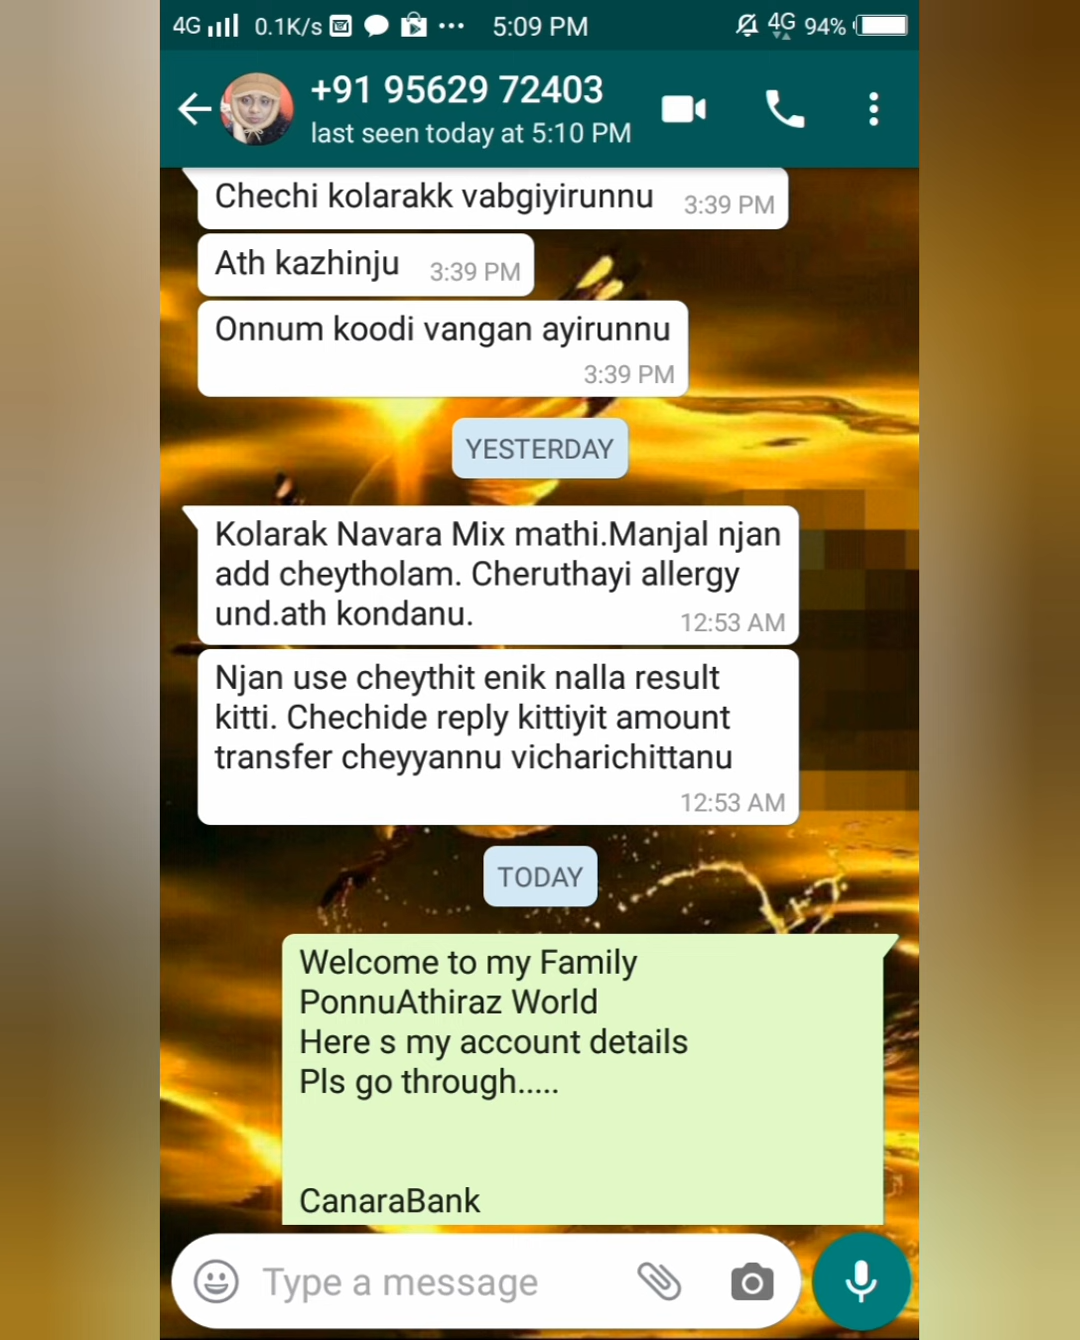 4G 0.1K/s ... 5:09 PM 4G 94%
+91 95629 72403
last seen today at 5:10 PM
Chechi kolarakk vabgiyirunnu 3:39 PM
Ath kazhinju 3:39 PM
Onnum koodi vangan ayirunnu
3:39 PM
YESTERDAY
Kolarak Navara Mix mathi.Manjal njan
add cheytholam. Cheruthayi allergy
und.ath kondanu. 12:53 AM
Njan use cheythit enik nalla result
kitti. Chechide reply kittiyit amount
transfer cheyyannu vicharichittanu
12:53 AM
TODAY
Welcome to my Family
PonnuAthiraz World
Here s my account details
Pls go through.....
CanaraBank
Type a message